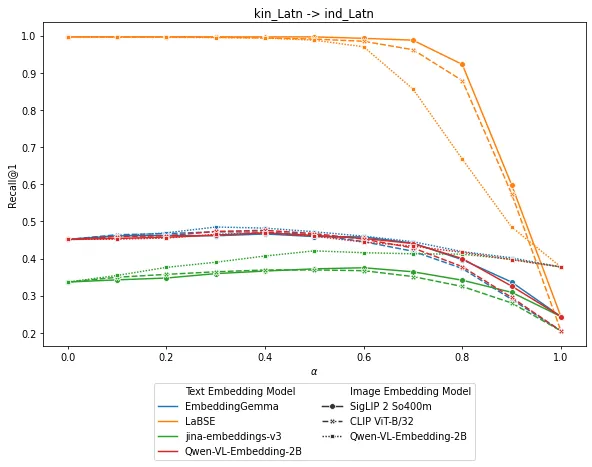 kin_Latn -> ind_Latn
Recall@1
1.0
0.9
0.8
0.7
0.6
0.5
0.4
0.3
0.2
0.0 0.2 0.4 0.6 0.8 1.0
α
Text Embedding Model Image Embedding Model
EmbeddingGemma SigLIP 2 So400m
LaBSE CLIP ViT-B/32
jina-embeddings-v3 Qwen-VL-Embedding-2B
Qwen-VL-Embedding-2B